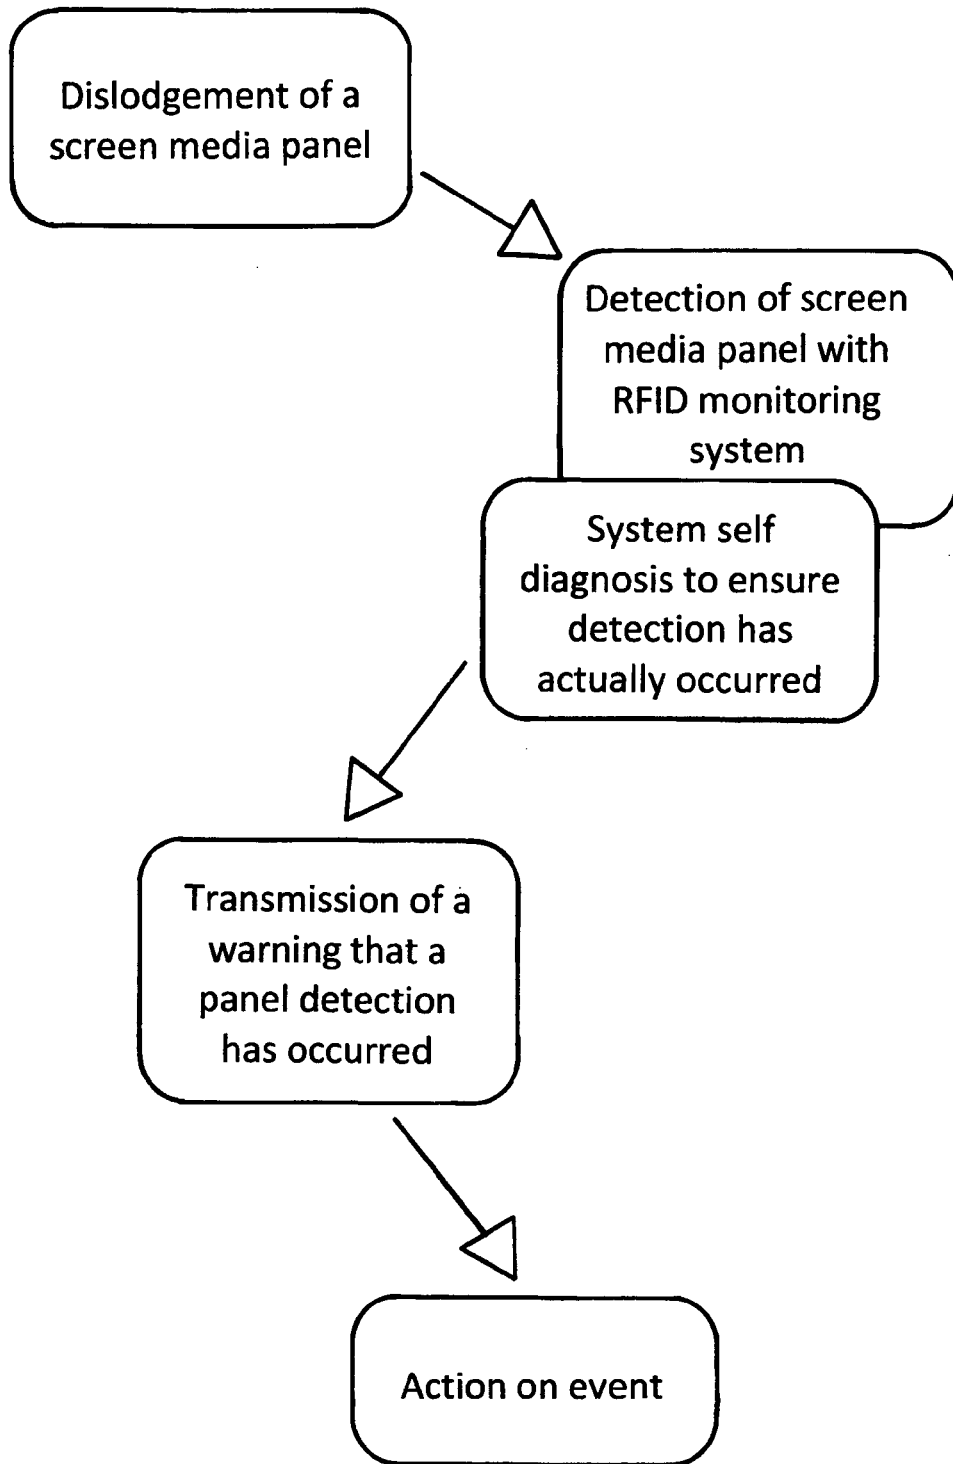 Dislodgement of a
screen media panel
Detection of screen
media panel with
RFID monitoring
system
System self
diagnosis to ensure
detection has
actually occurred
Transmission of a
warning that a
panel detection
has occurred
Action on event